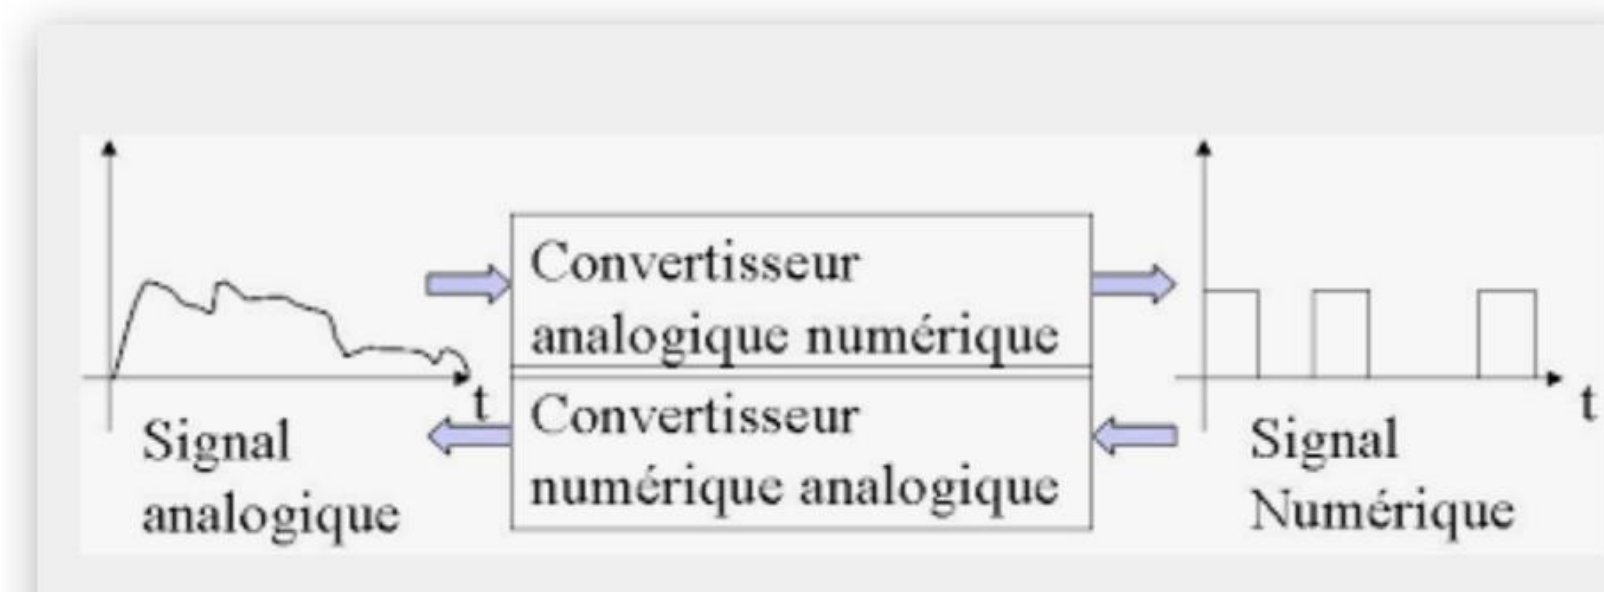 Convertisseur
analogique numérique
Convertisseur
numérique analogique
t
Signal
analogique
t
Signal
Numérique